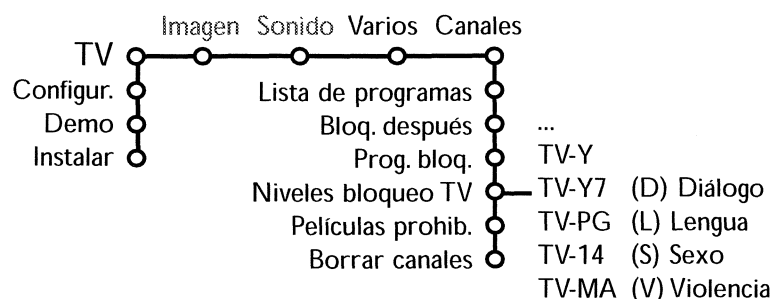 Imagen Sonido Varios Canales
TV
Configur.
Demo
Instalar
Lista de programas
Bloq. después
Prog. bloq.
Niveles bloqueo TV
Películas prohib.
Borrar canales
...
TV-Y
TV-Y7 (D) Diálogo
TV-PG (L) Lengua
TV-14 (S) Sexo
TV-MA (V) Violencia